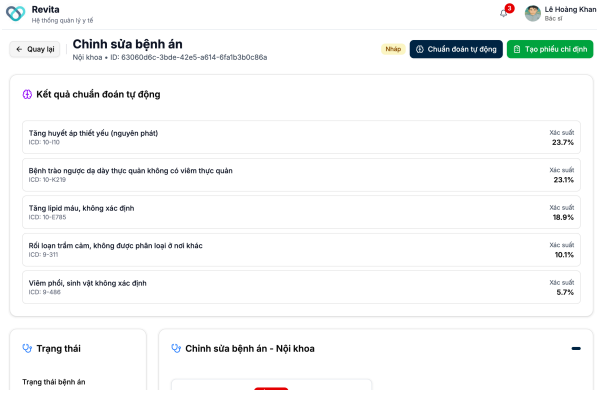 Revita
Hệ thống quản lý y tế
3
Lê Hoàng Khan
Bác sĩ
Quay lại
Chỉnh sửa bệnh án
Nội khoa • ID: 63060d6c-3bde-42e5-a614-6fa1b3b0c86a
Nháp
Chuẩn đoán tự động
Tạo phiếu chỉ định
Kết quả chuẩn đoán tự động
Tăng huyết áp thiết yếu (nguyên phát)
ICD: 10-I10
Xác suất
23.7%
Bệnh trào ngược dạ dày thực quản không có viêm thực quản
ICD: 10-K219
Xác suất
23.1%
Tăng lipid máu, không xác định
ICD: 10-E785
Xác suất
18.9%
Rối loạn trầm cảm, không được phân loại ở nơi khác
ICD: 9-311
Xác suất
10.1%
Viêm phổi, sinh vật không xác định
ICD: 9-486
Xác suất
5.7%
Trạng thái
Trạng thái bệnh án
Chỉnh sửa bệnh án - Nội khoa